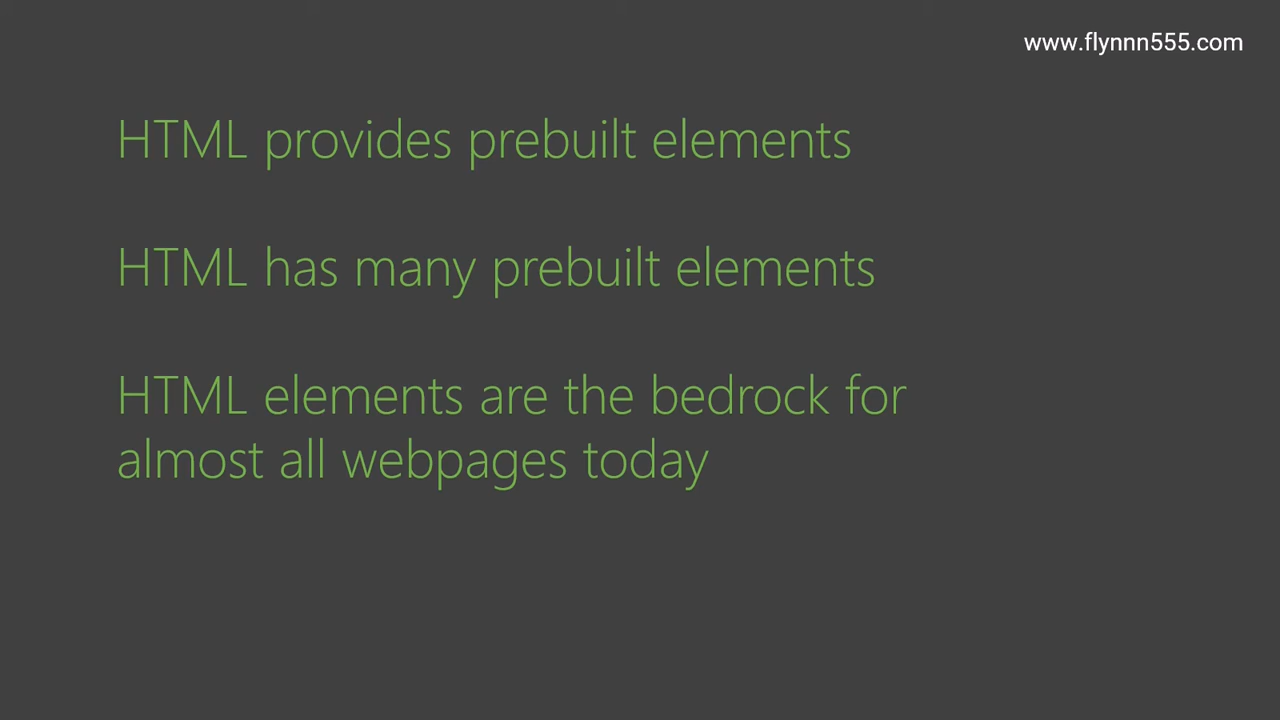 www.flynnn555.com
HTML provides prebuilt elements
HTML has many prebuilt elements
HTML elements are the bedrock for
almost all webpages today